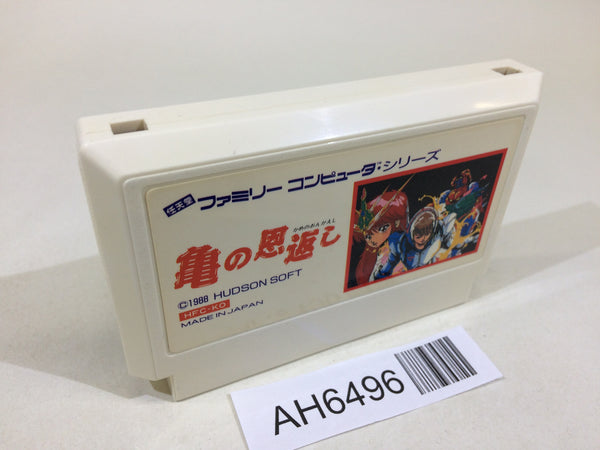 任天堂 ファミリー コンピュータ・シリーズ
かめのおんがえし
亀の恩返し
©1988 HUDSON SOFT
HFC-KO
MADE IN JAPAN
AH6496